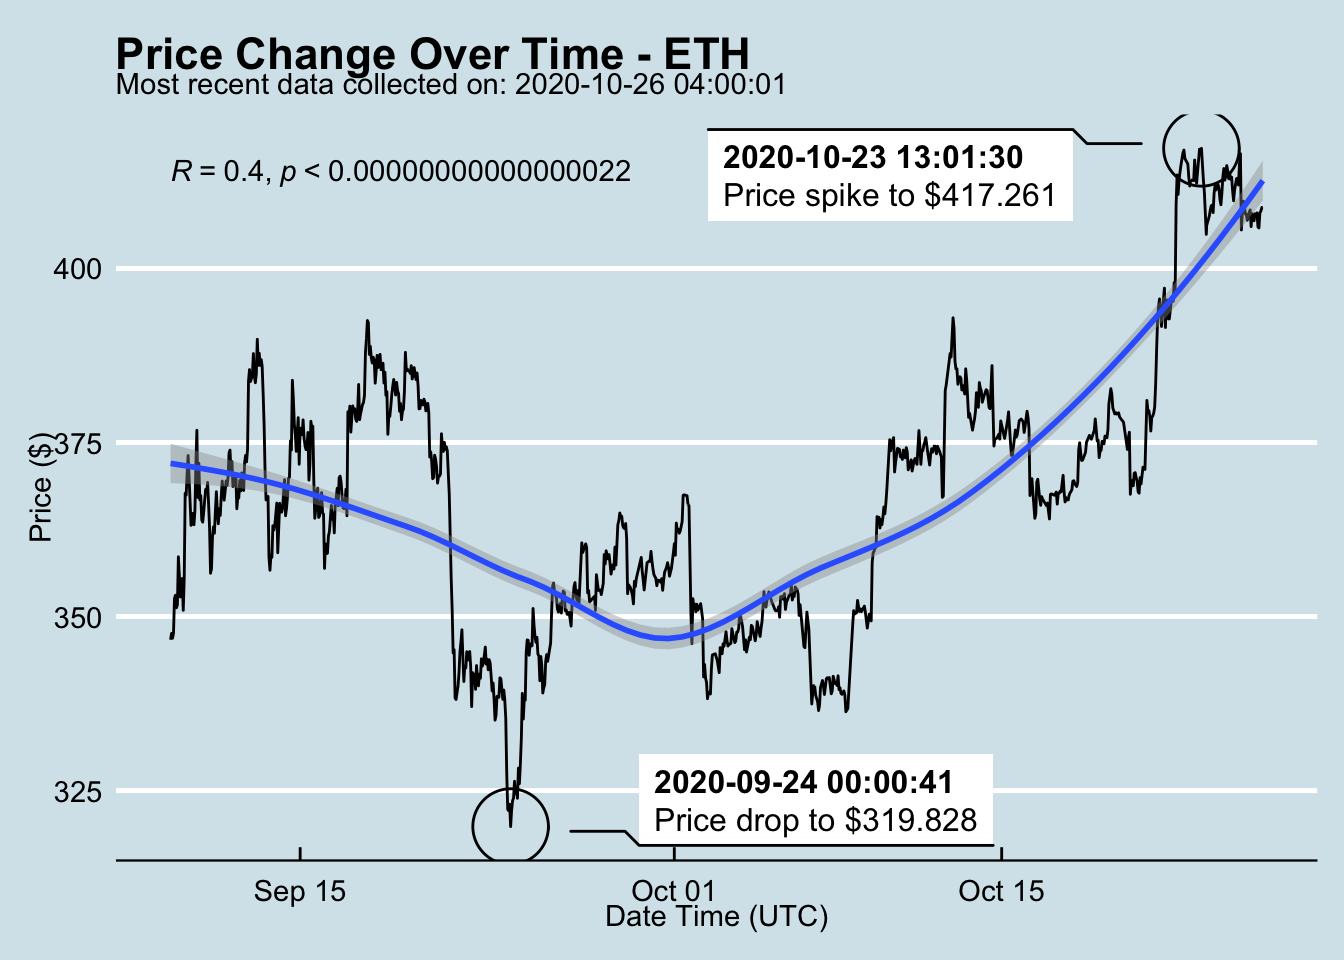 Price Change Over Time - ETH
Most recent data collected on: 2020-10-26 04:00:01
R = 0.4, p < 0.00000000000000022
2020-10-23 13:01:30
Price spike to $417.261
400
375
350
325
Price ($)
2020-09-24 00:00:41
Price drop to $319.828
Sep 15
Oct 01
Oct 15
Date Time (UTC)